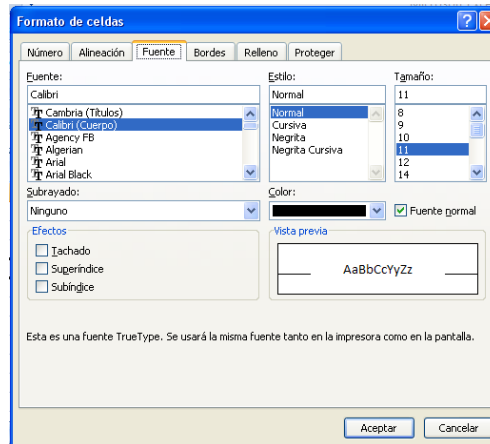 Formato de celdas
Número Alineación Fuente Bordes Relleno Proteger
Fuente: Estilo: Tamaño:
Calibri Normal 11
Cambria (Títulos) Normal 8
Calibri (Cuerpo) Cursiva 9
Agency FB Negrita 10
Algerian Negrita Cursiva 11
Arial 12
Arial Black 14
Subrayado: Color:
Ninguno Fuente normal
Efectos Vista previa
Tachado
Superíndice AaBbCcYyZz
Subíndice
Esta es una fuente TrueType. Se usará la misma fuente tanto en la impresora como en la pantalla.
Aceptar Cancelar